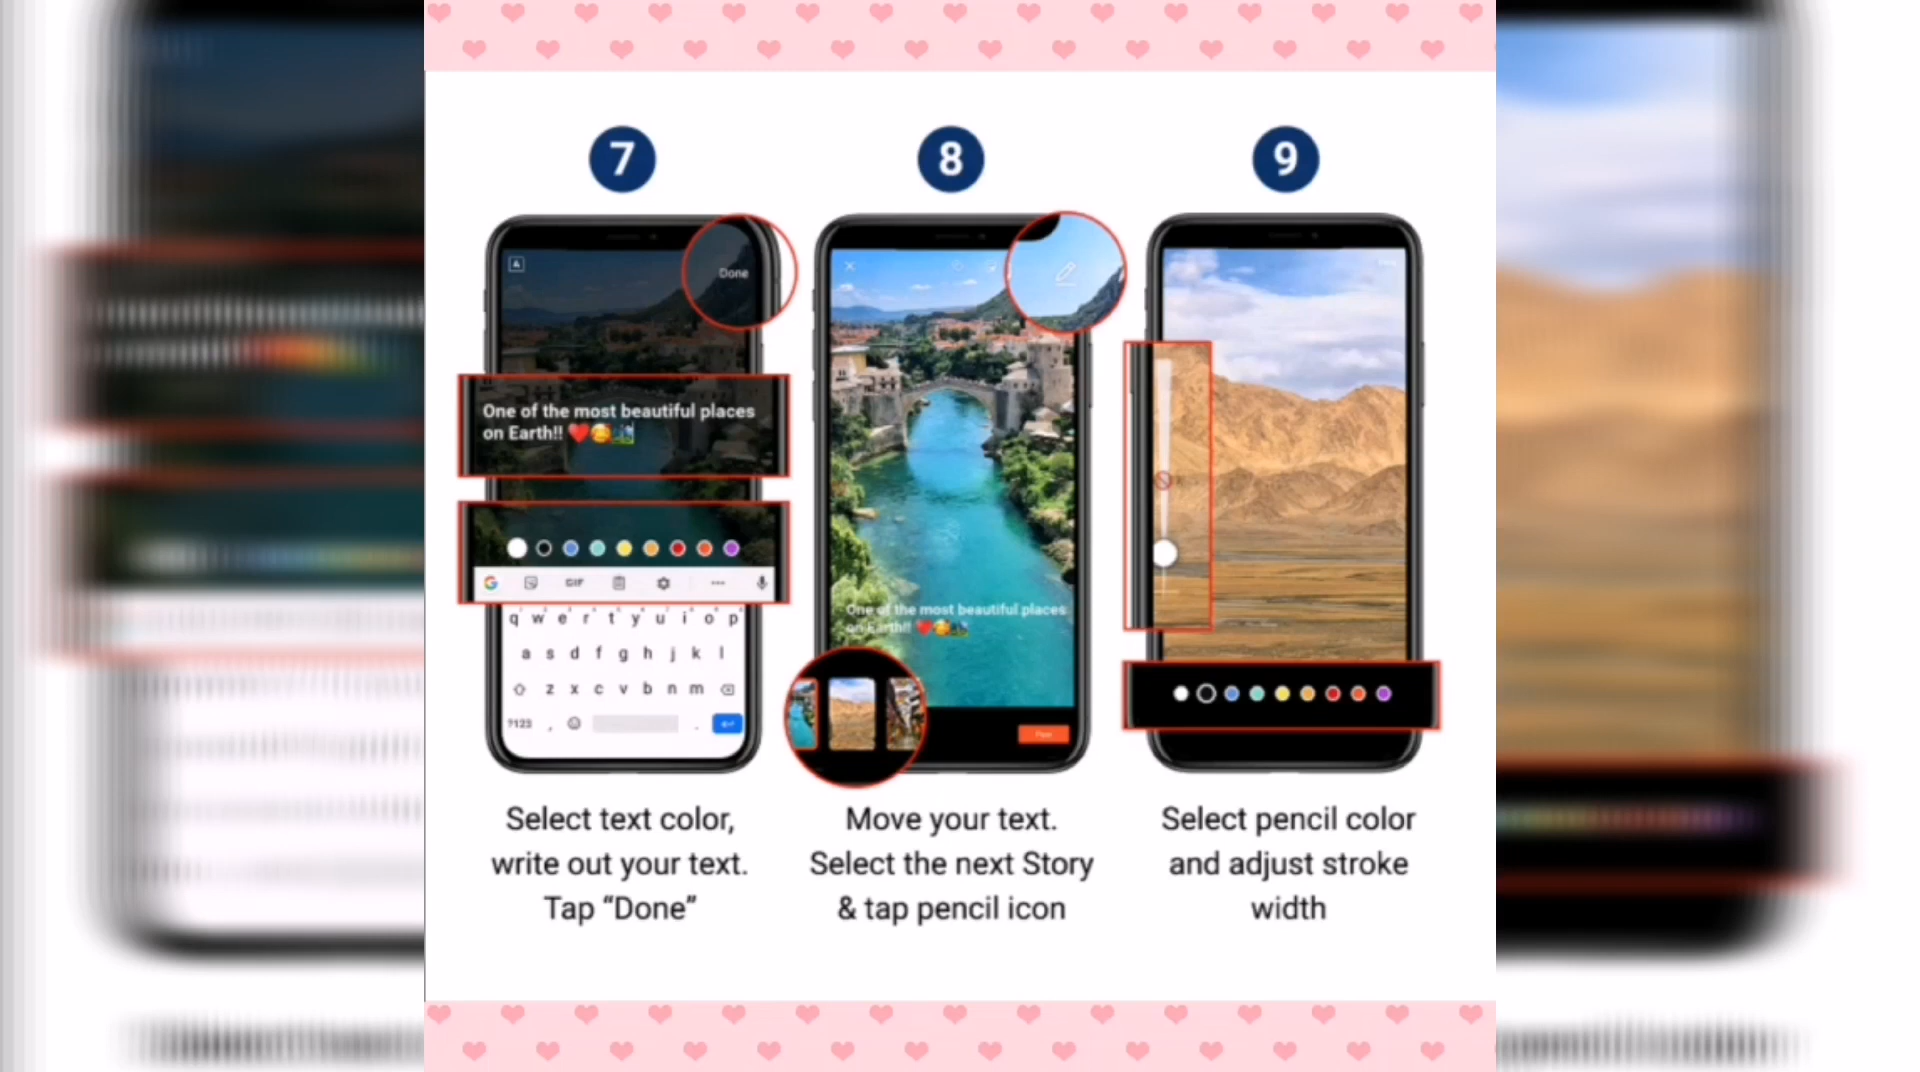 7
8
9
A
Done
One of the most beautiful places
on Earth!! ❤️🥰🏞️
GIF
q w e r t y u i o p
a s d f g h j k l
z x c v b n m
?123 , .
One of the most beautiful places
on Earth!! ❤️🥰🏞️
Select text color,
write out your text.
Tap “Done”
Move your text.
Select the next Story
& tap pencil icon
Select pencil color
and adjust stroke
width